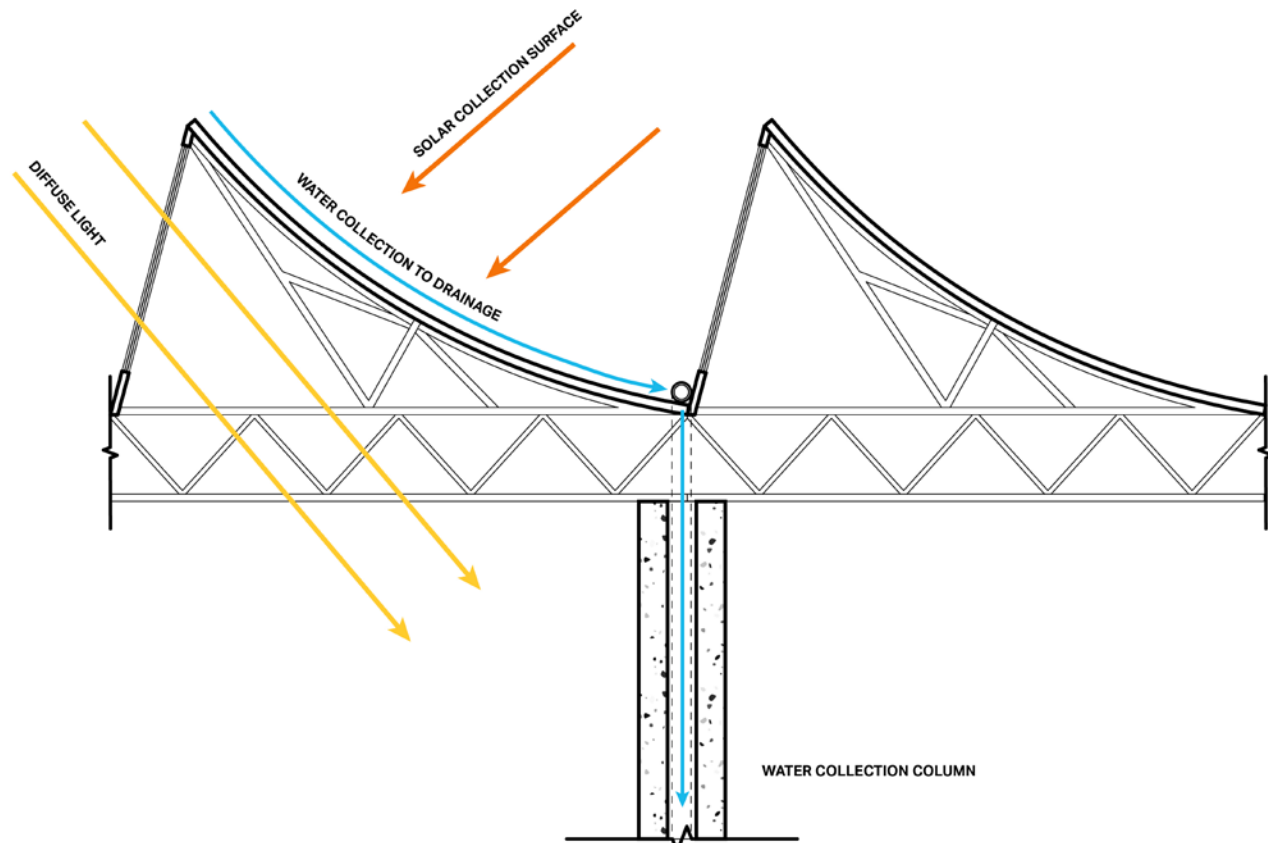 SOLAR COLLECTION SURFACE
WATER COLLECTION TO DRAINAGE
DIFFUSE LIGHT
WATER COLLECTION COLUMN